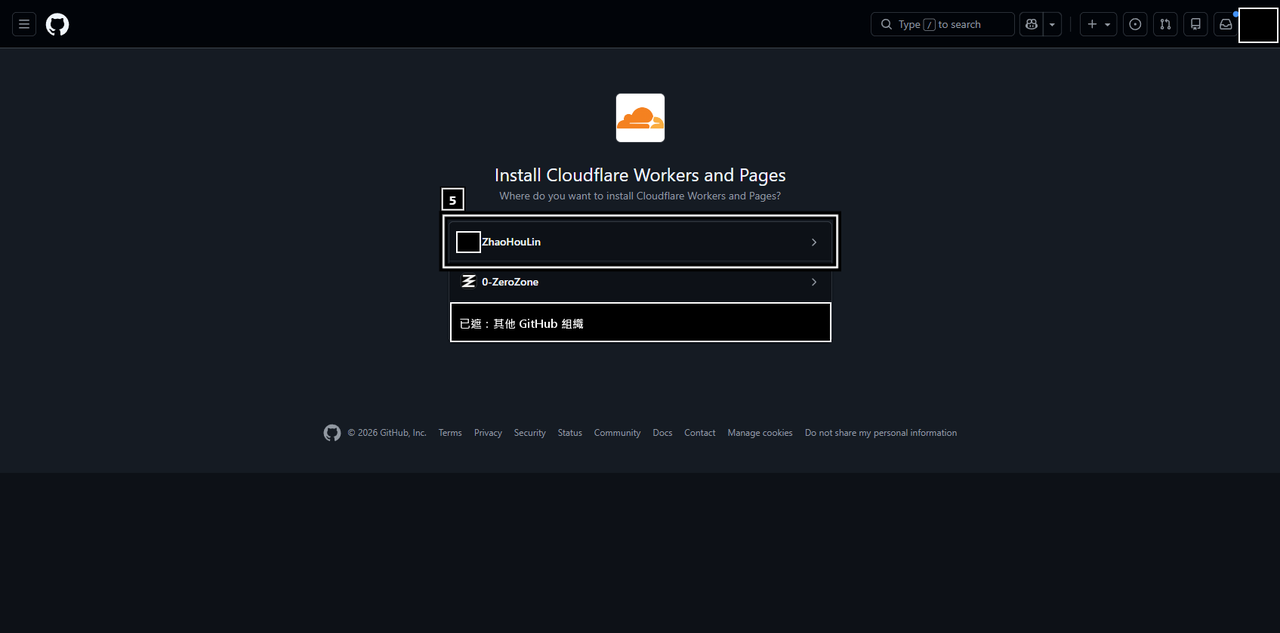 Type / to search
Install Cloudflare Workers and Pages
Where do you want to install Cloudflare Workers and Pages?
5
ZhaoHouLin
0-ZeroZone
已遮：其他 GitHub 組織
© 2026 GitHub, Inc. Terms Privacy Security Status Community Docs Contact Manage cookies Do not share my personal information